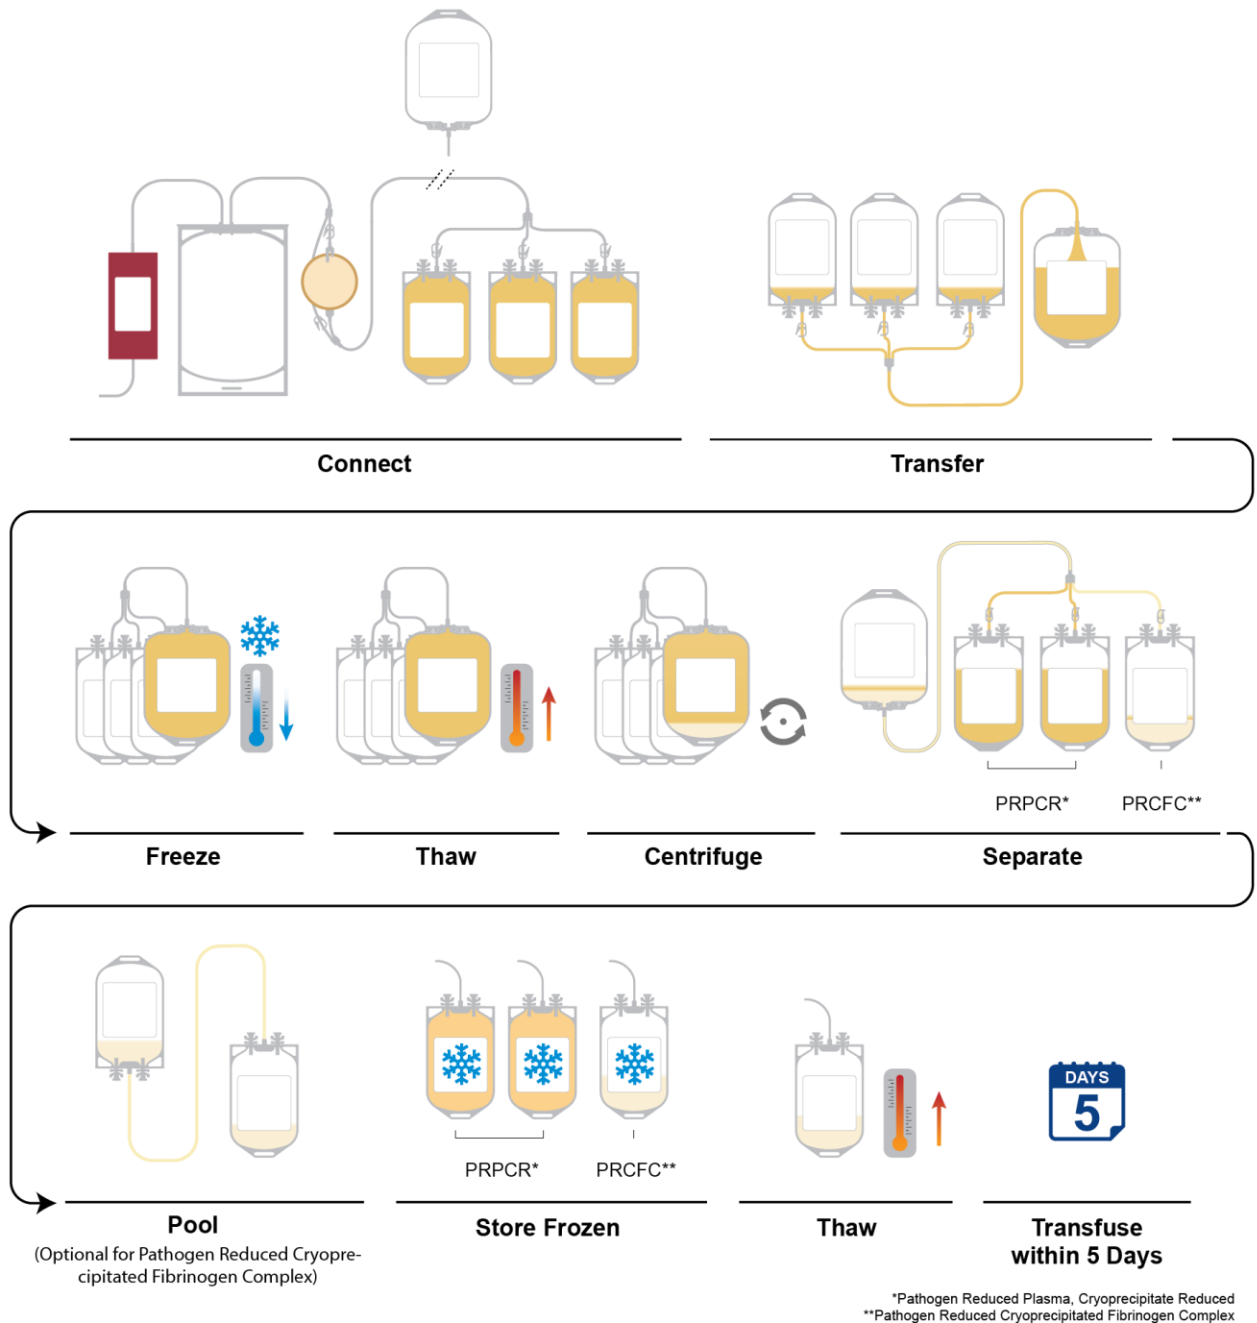 Connect
Transfer
PRPCR*
PRCFC**
Freeze
Thaw
Centrifuge
Separate
PRPCR*
PRCFC**
DAYS
5
Pool
(Optional for Pathogen Reduced Cryopre-
cipitated Fibrinogen Complex)
Store Frozen
Thaw
Transfuse
within 5 Days
*Pathogen Reduced Plasma, Cryoprecipitate Reduced
**Pathogen Reduced Cryoprecipitated Fibrinogen Complex